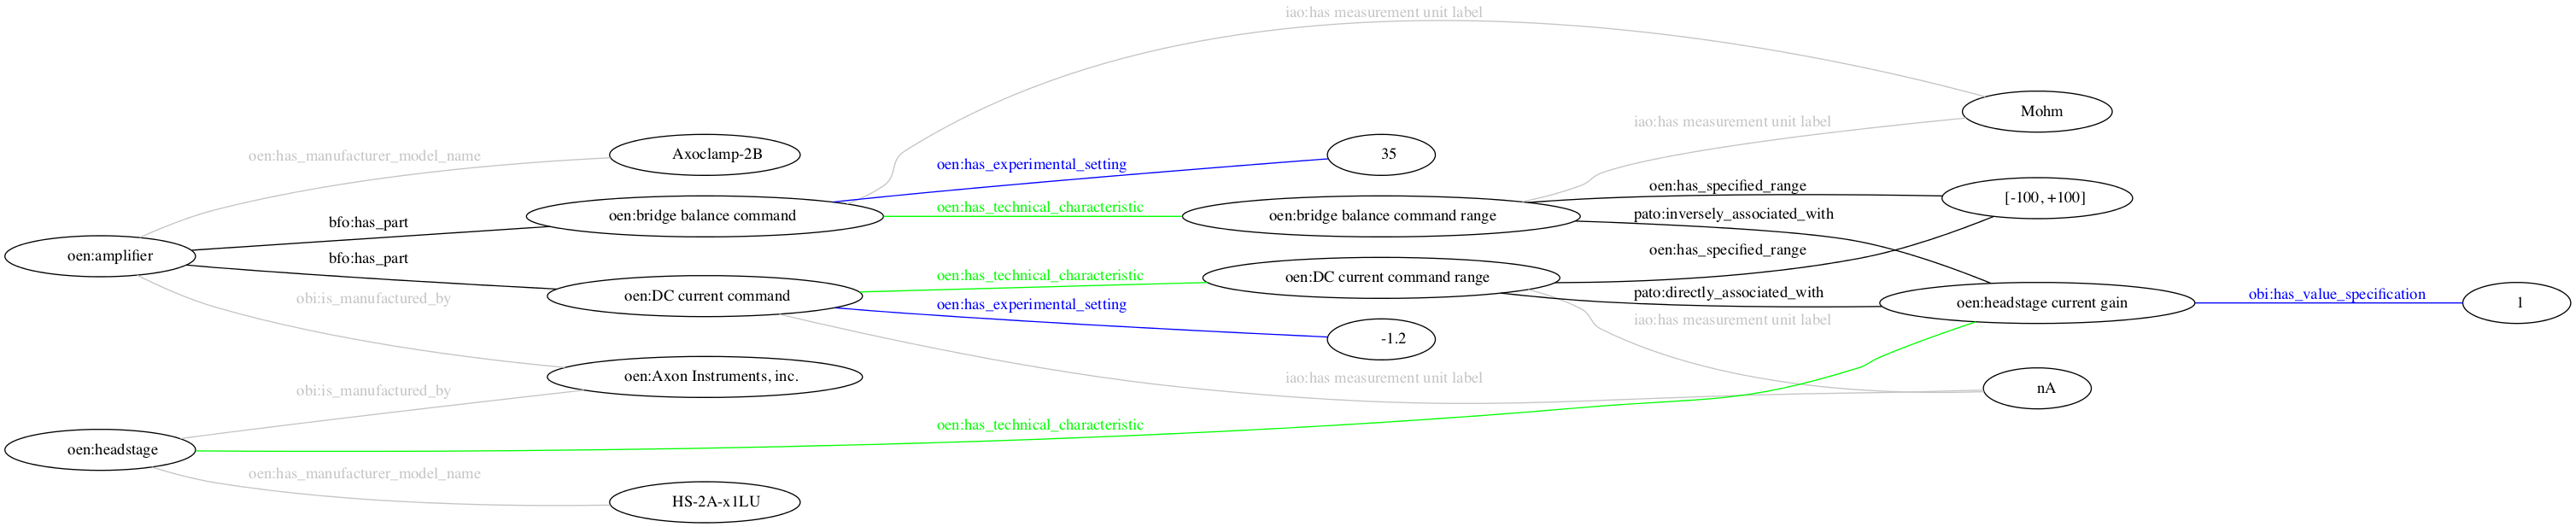 iao:has measurement unit label
Mohm
iao:has measurement unit label
oen:has_manufacturer_model_name
Axoclamp-2B
oen:has_experimental_setting
35
oen:has_specified_range
[-100, +100]
bfo:has_part
oen:bridge balance command
oen:has_technical_characteristic
oen:bridge balance command range
pato:inversely_associated_with
oen:amplifier
bfo:has_part
oen:DC current command
oen:has_technical_characteristic
oen:DC current command range
oen:has_specified_range
pato:directly_associated_with
oen:headstage current gain
obi:has_value_specification
1
obi:is_manufactured_by
oen:has_experimental_setting
-1.2
iao:has measurement unit label
oen:Axon Instruments, inc.
iao:has measurement unit label
nA
obi:is_manufactured_by
oen:has_technical_characteristic
oen:headstage
oen:has_manufacturer_model_name
HS-2A-x1LU